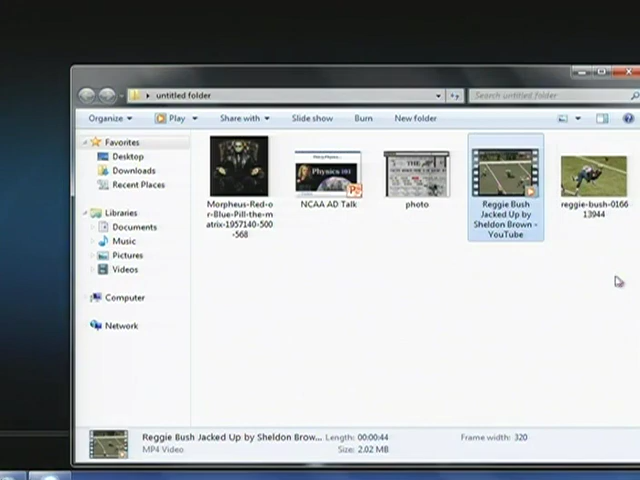 untitled folder
Search untitled folder
Organize
Play
Share with
Slide show
Burn
New folder
Favorites
Desktop
Downloads
Recent Places
Libraries
Documents
Music
Pictures
Videos
Computer
Network
Morpheus-Red-o
r-Blue-Pill-the-m
atrix-1957140-500
-568
Physics 101
NCAA AD Talk
THE
photo
Reggie Bush
Jacked Up by
Sheldon Brown -
YouTube
reggie-bush-0166
13944
Reggie Bush Jacked Up by Sheldon Brow... Length: 00:00:44
Frame width: 320
MP4 Video
Size: 2.02 MB